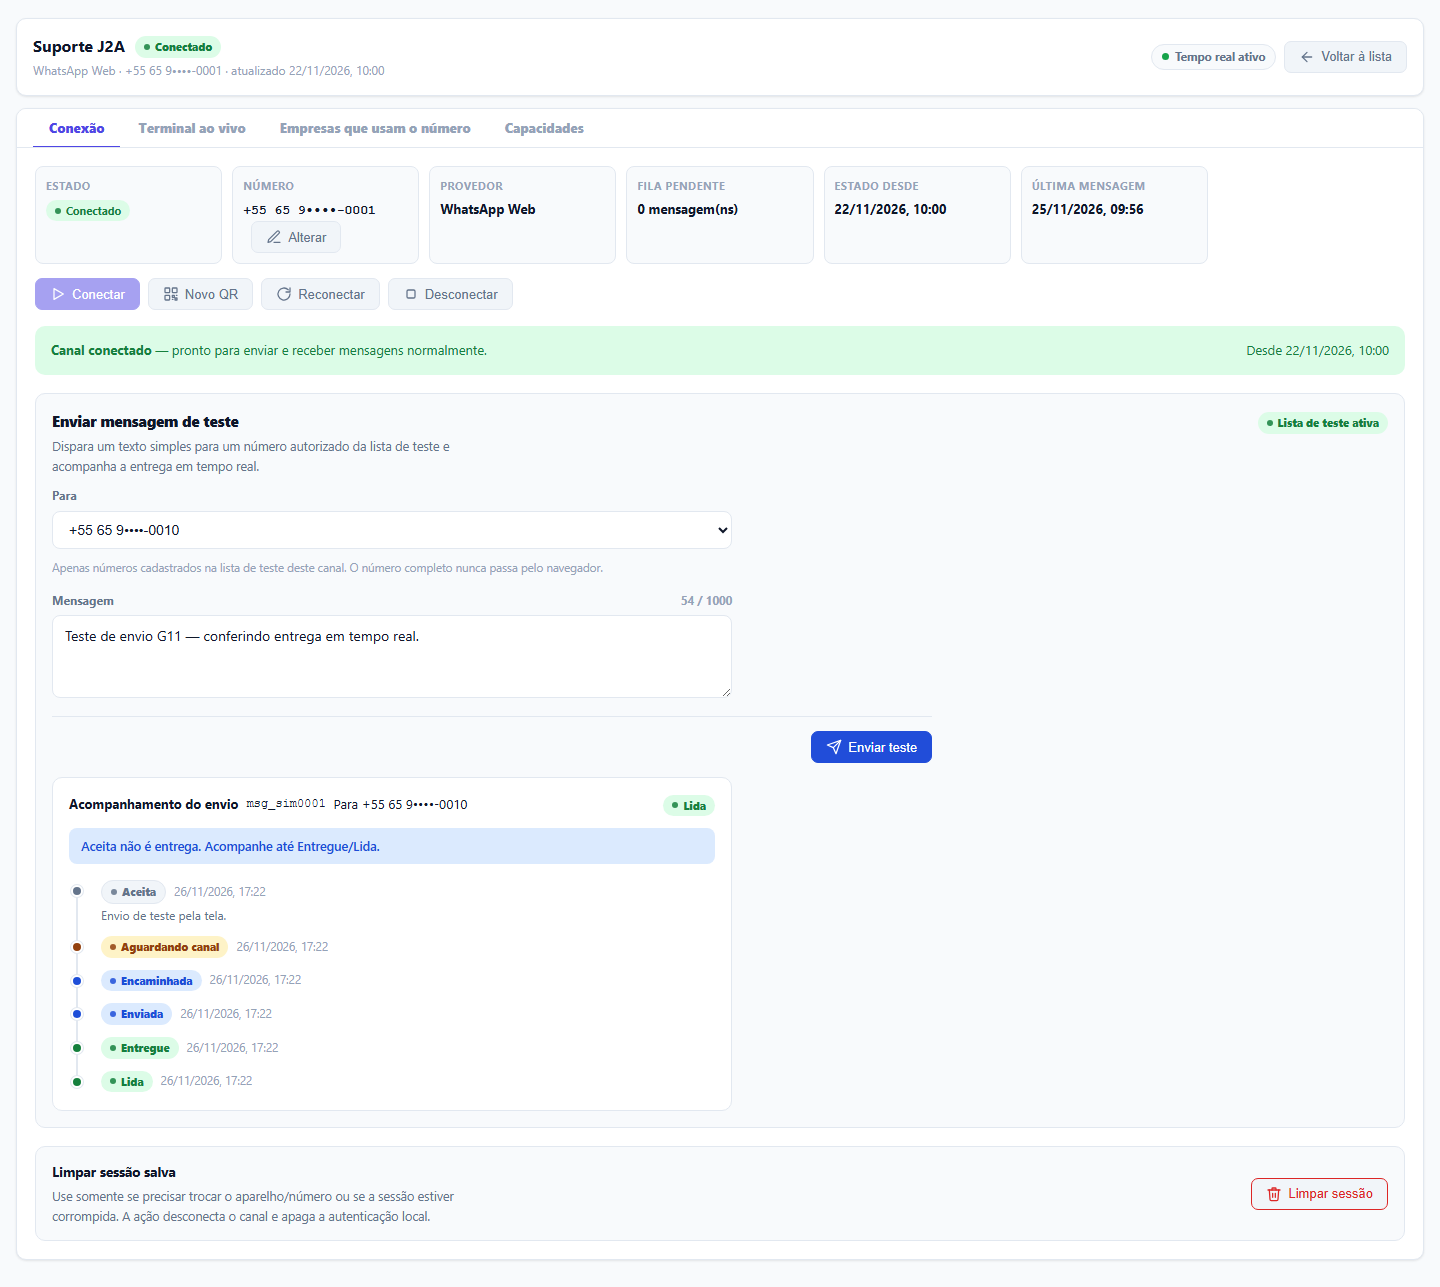 Suporte J2A Conectado
WhatsApp Web · +55 65 9••••-0001 · atualizado 22/11/2026, 10:00
Tempo real ativo
Voltar à lista
Conexão
Terminal ao vivo
Empresas que usam o número
Capacidades
ESTADO
Conectado
NÚMERO
+55 65 9••••-0001
Alterar
PROVEDOR
WhatsApp Web
FILA PENDENTE
0 mensagem(ns)
ESTADO DESDE
22/11/2026, 10:00
ÚLTIMA MENSAGEM
25/11/2026, 09:56
Conectar
Novo QR
Reconectar
Desconectar
Canal conectado — pronto para enviar e receber mensagens normalmente.
Desde 22/11/2026, 10:00
Enviar mensagem de teste
Lista de teste ativa
Dispara um texto simples para um número autorizado da lista de teste e
acompanha a entrega em tempo real.
Para
+55 65 9••••-0010
Apenas números cadastrados na lista de teste deste canal. O número completo nunca passa pelo navegador.
Mensagem
54 / 1000
Teste de envio G11 — conferindo entrega em tempo real.
Enviar teste
Acompanhamento do envio msg_sim0001 Para +55 65 9••••-0010
Lida
Aceita não é entrega. Acompanhe até Entregue/Lida.
Aceita 26/11/2026, 17:22
Envio de teste pela tela.
Aguardando canal 26/11/2026, 17:22
Encaminhada 26/11/2026, 17:22
Enviada 26/11/2026, 17:22
Entregue 26/11/2026, 17:22
Lida 26/11/2026, 17:22
Limpar sessão salva
Use somente se precisar trocar o aparelho/número ou se a sessão estiver
corrompida. A ação desconecta o canal e apaga a autenticação local.
Limpar sessão